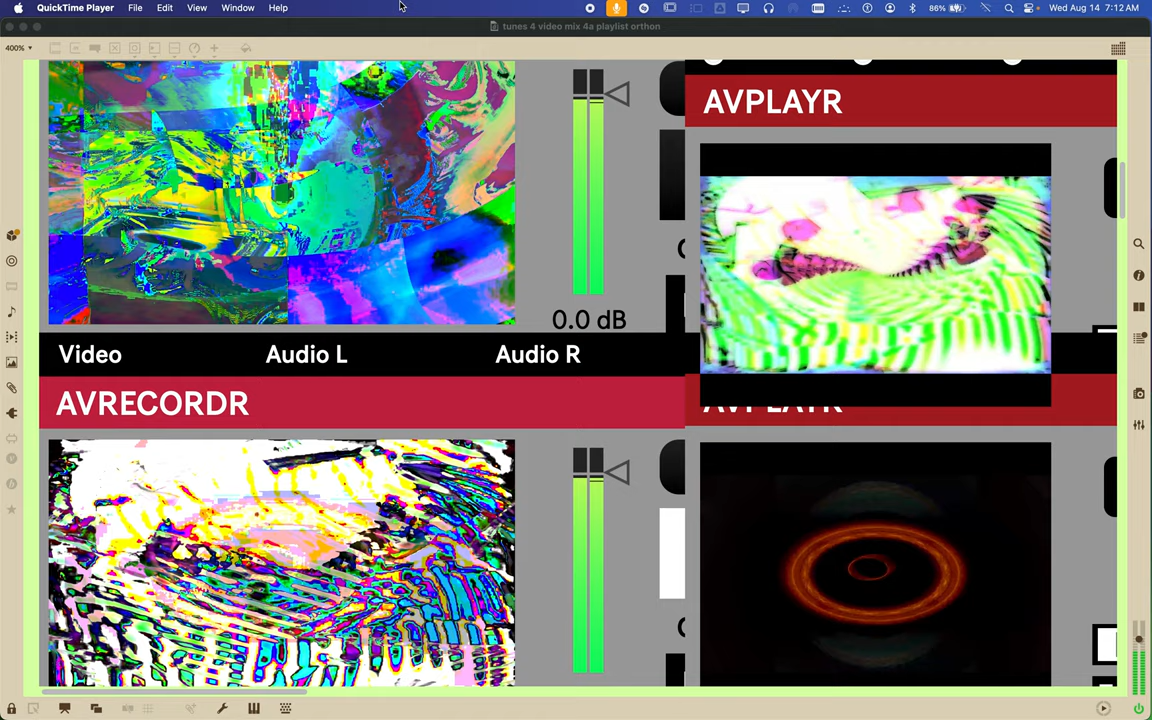 QuickTime Player File Edit View Window Help 86% Wed Aug 14 7:12 AM
tunes 4 video mix 4a playlist orthon
400%
AVPLAYR
0.0 dB
Video Audio L Audio R
AVRECORDR
AVPLAYR